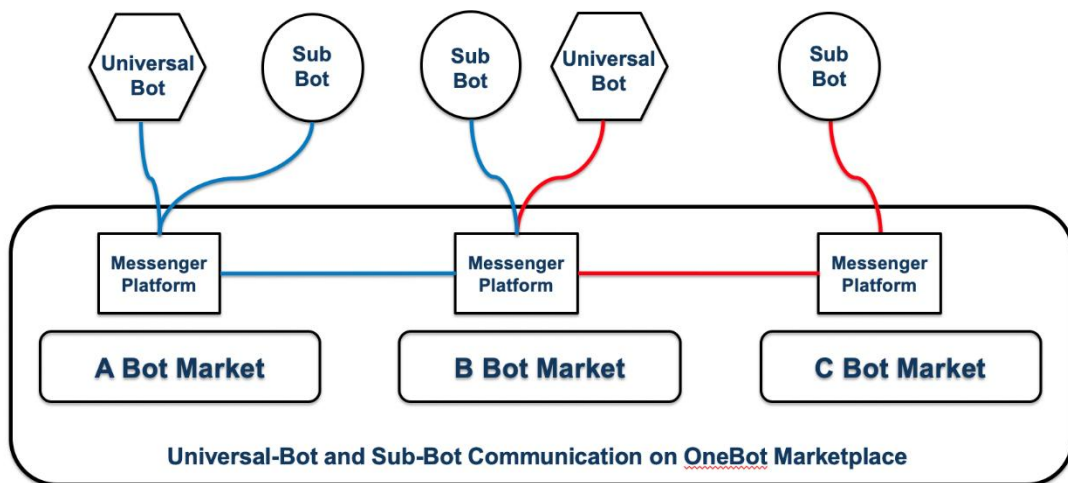 Universal
Bot
Sub
Bot
Sub
Bot
Universal
Bot
Sub
Bot
Messenger
Platform
Messenger
Platform
Messenger
Platform
A Bot Market
B Bot Market
C Bot Market
Universal-Bot and Sub-Bot Communication on OneBot Marketplace